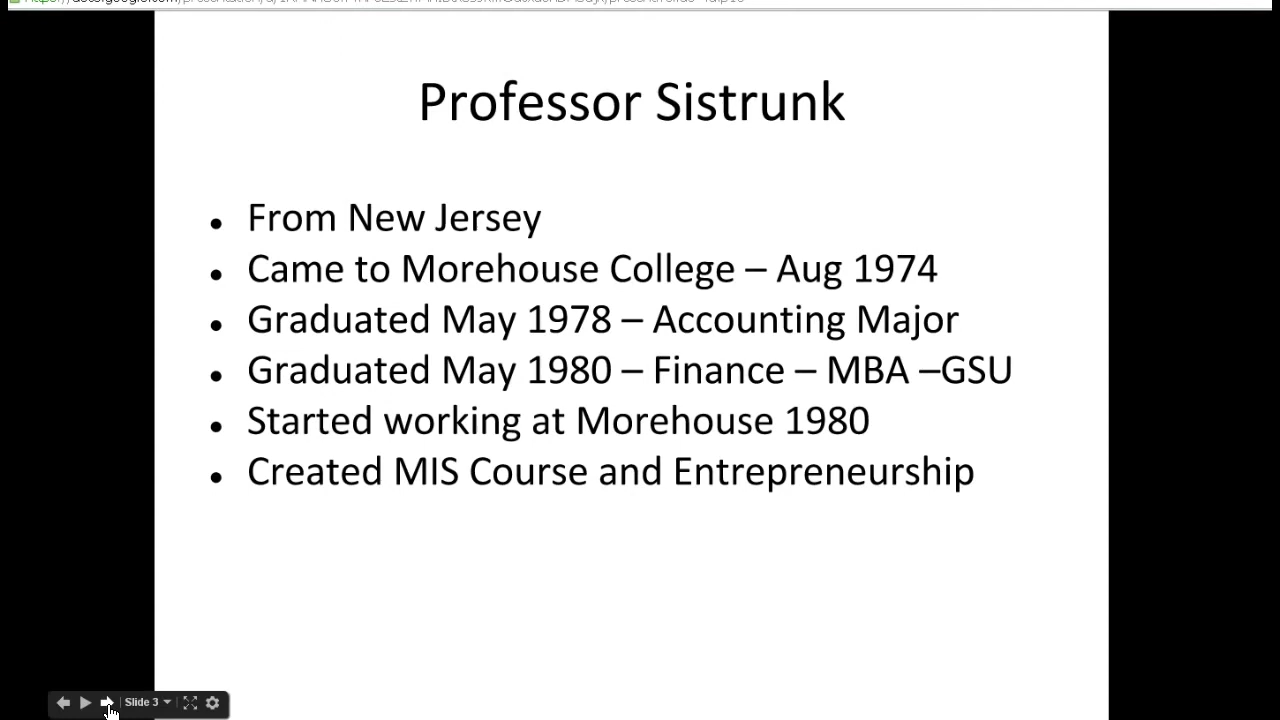 Professor Sistrunk
From New Jersey
Came to Morehouse College – Aug 1974
Graduated May 1978 – Accounting Major
Graduated May 1980 – Finance – MBA –GSU
Started working at Morehouse 1980
Created MIS Course and Entrepreneurship
Slide 3